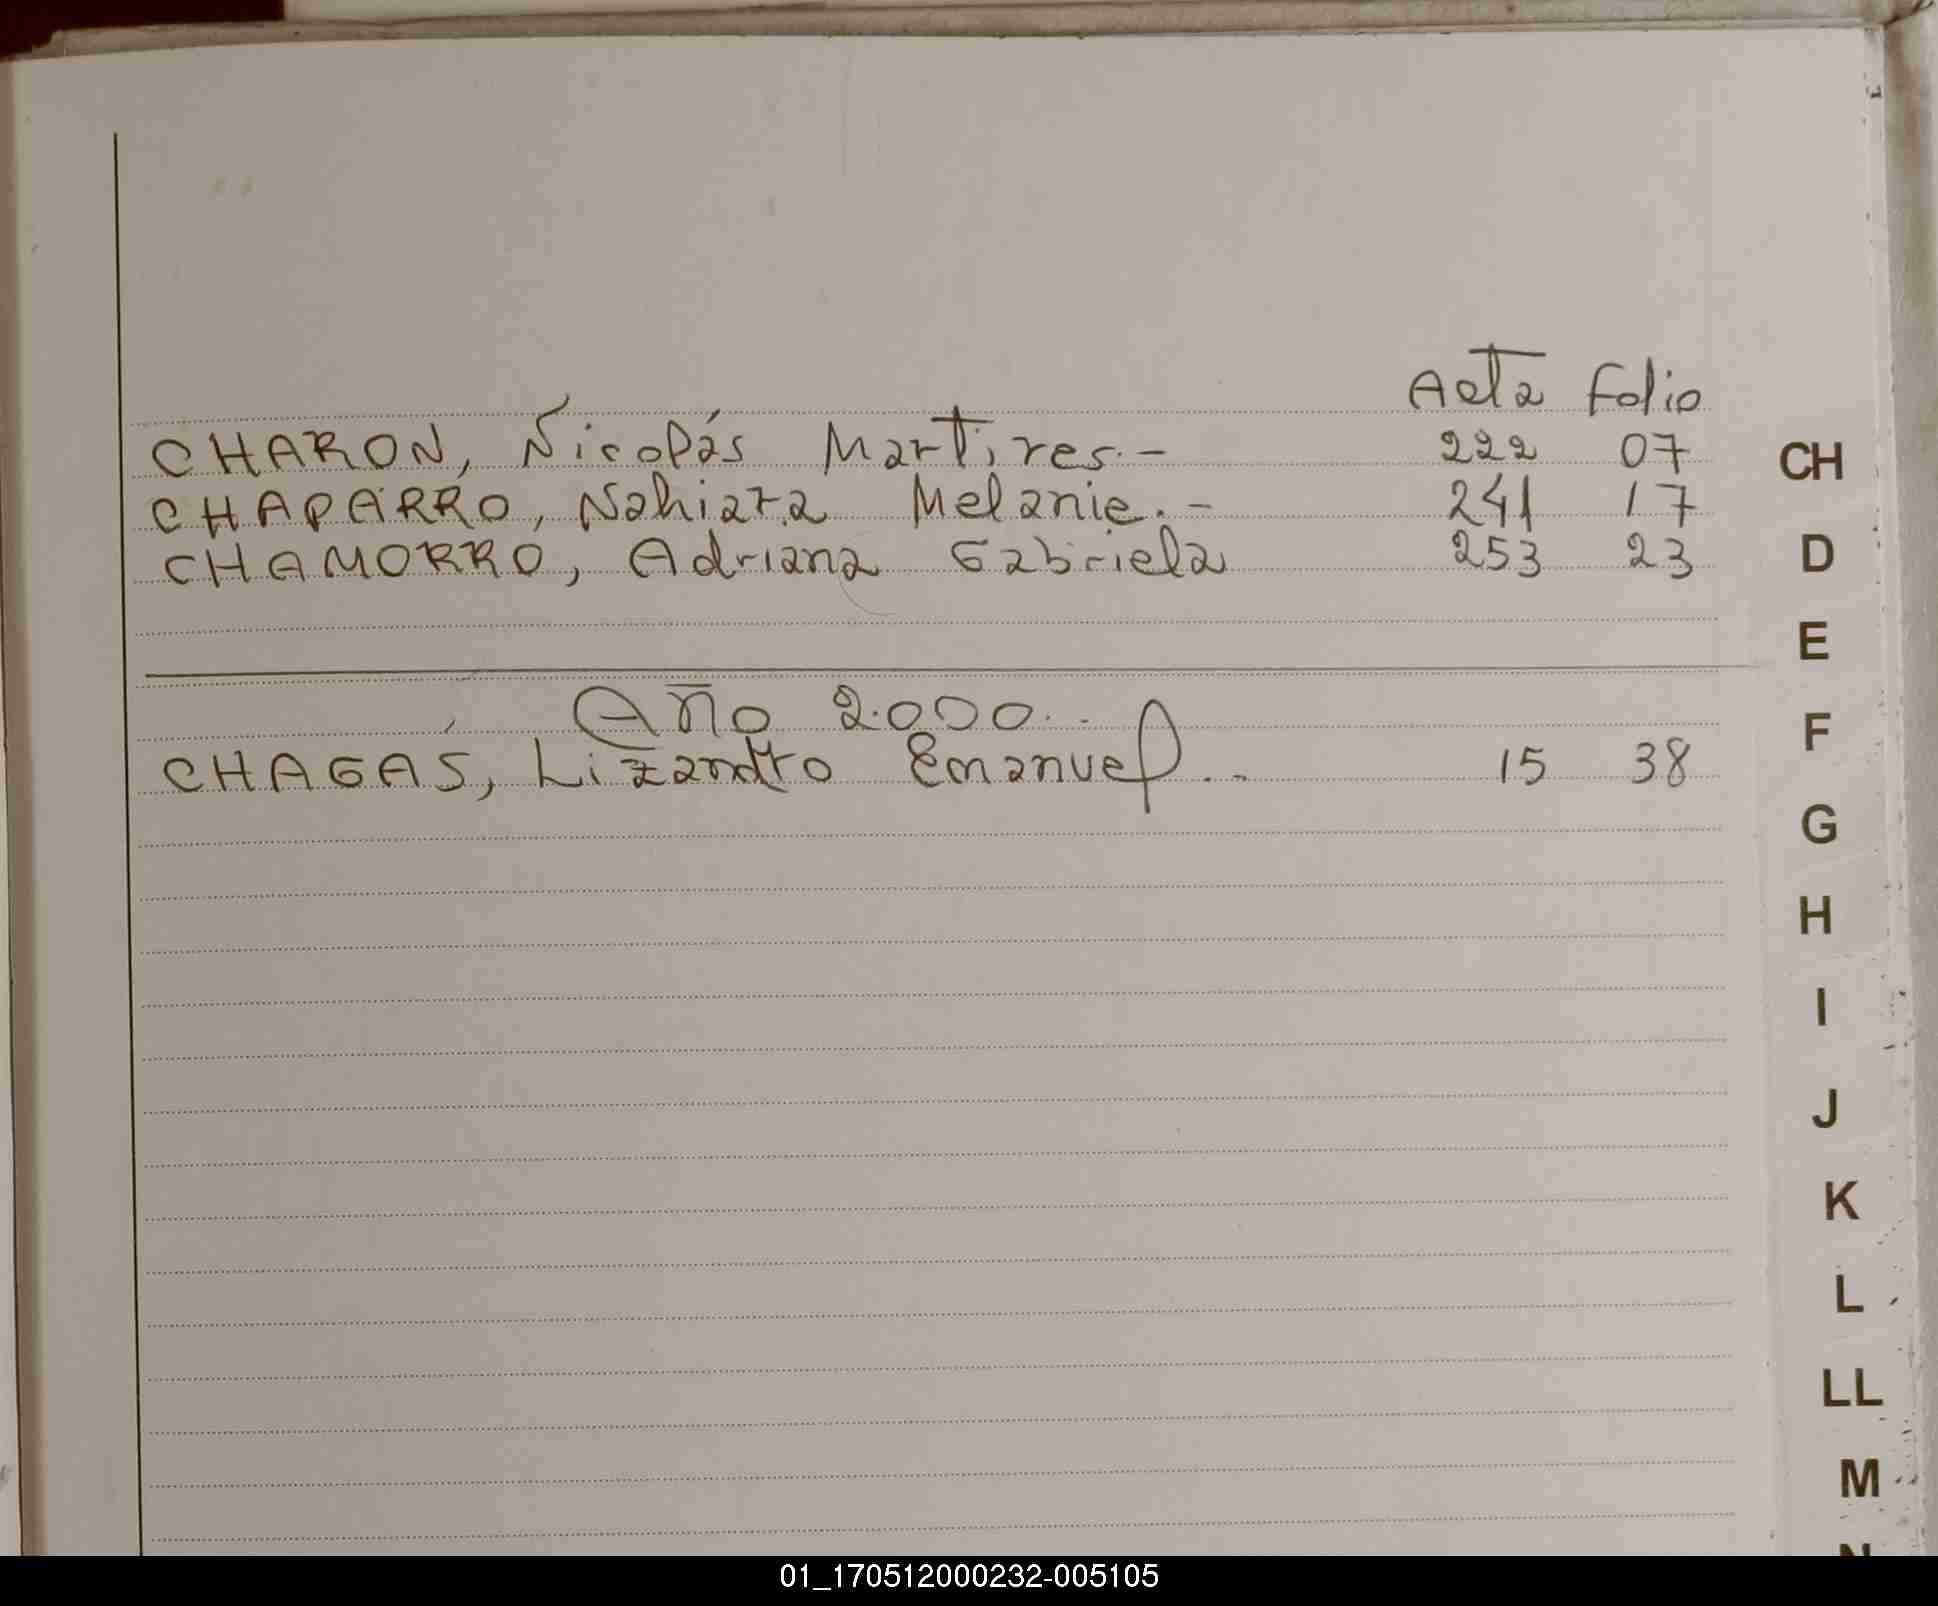 Acta Folio
CHARON, Nicolás Martires.- 222 07
CHAPARRO, Nahiara Melanie.- 241 17
CHAMORRO, Adriana Gabriela 253 23
Año 2.000.-
CHAGAS, Lizandro Emanuel.. 15 38
CH
D
E
F
G
H
I
J
K
L
LL
M
N
01_170512000232-005105